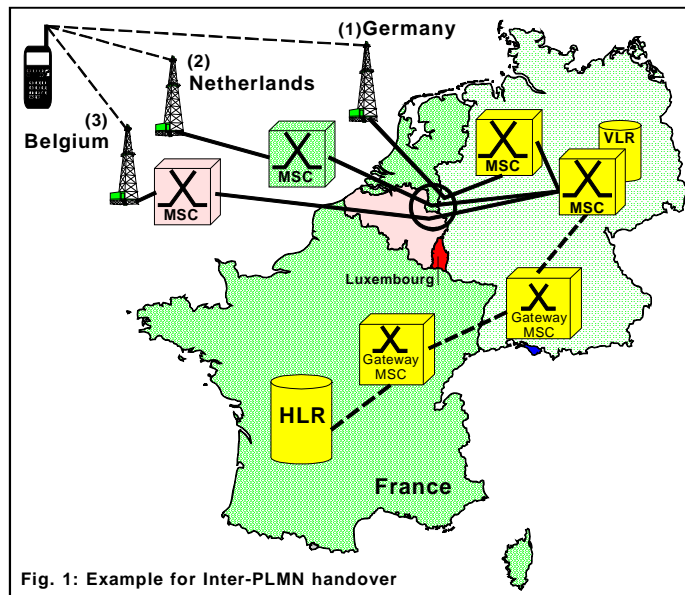 (1)Germany
(2)
Netherlands
(3)
Belgium
MSC
MSC
MSC
VLR
MSC
Luxembourg
Gateway
MSC
Gateway
MSC
HLR
France
Fig. 1: Example for Inter-PLMN handover